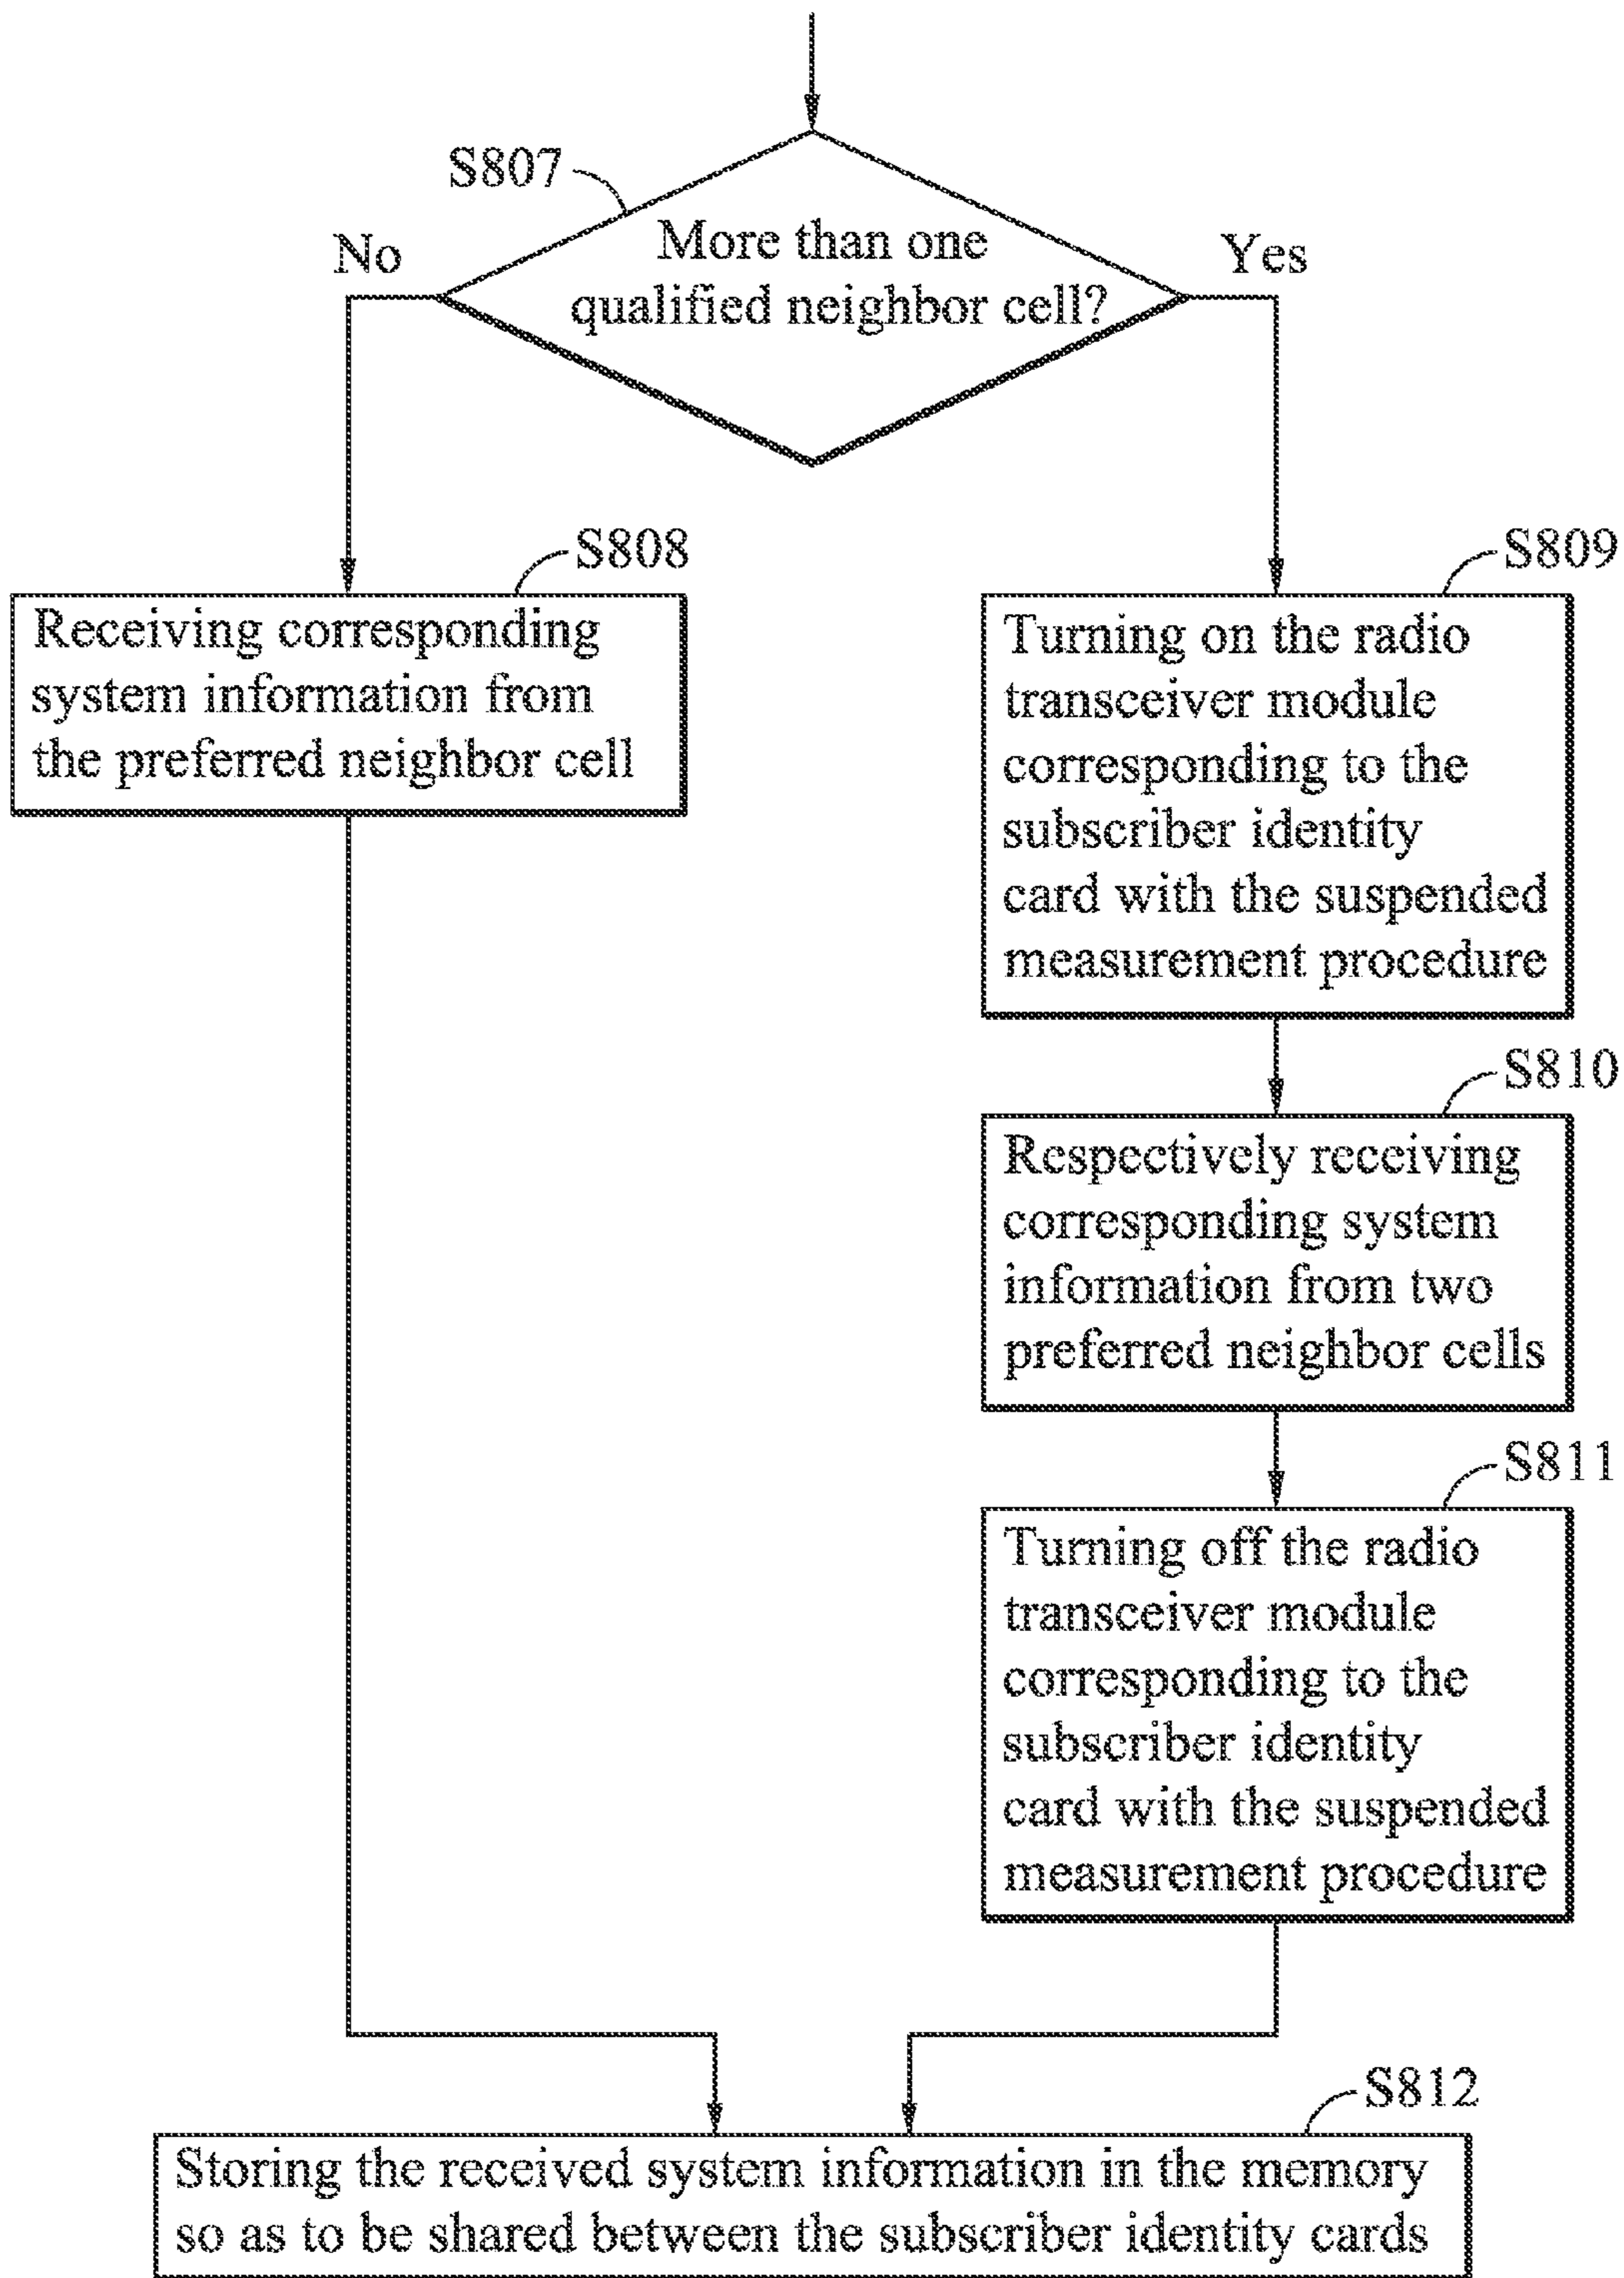 S807
More than one
qualified neighbor cell?
No
Yes
S808
Receiving corresponding
system information from
the preferred neighbor cell
S809
Turning on the radio
transceiver module
corresponding to the
subscriber identity
card with the suspended
measurement procedure
S810
Respectively receiving
corresponding system
information from two
preferred neighbor cells
S811
Turning off the radio
transceiver module
corresponding to the
subscriber identity
card with the suspended
measurement procedure
S812
Storing the received system information in the memory
so as to be shared between the subscriber identity cards